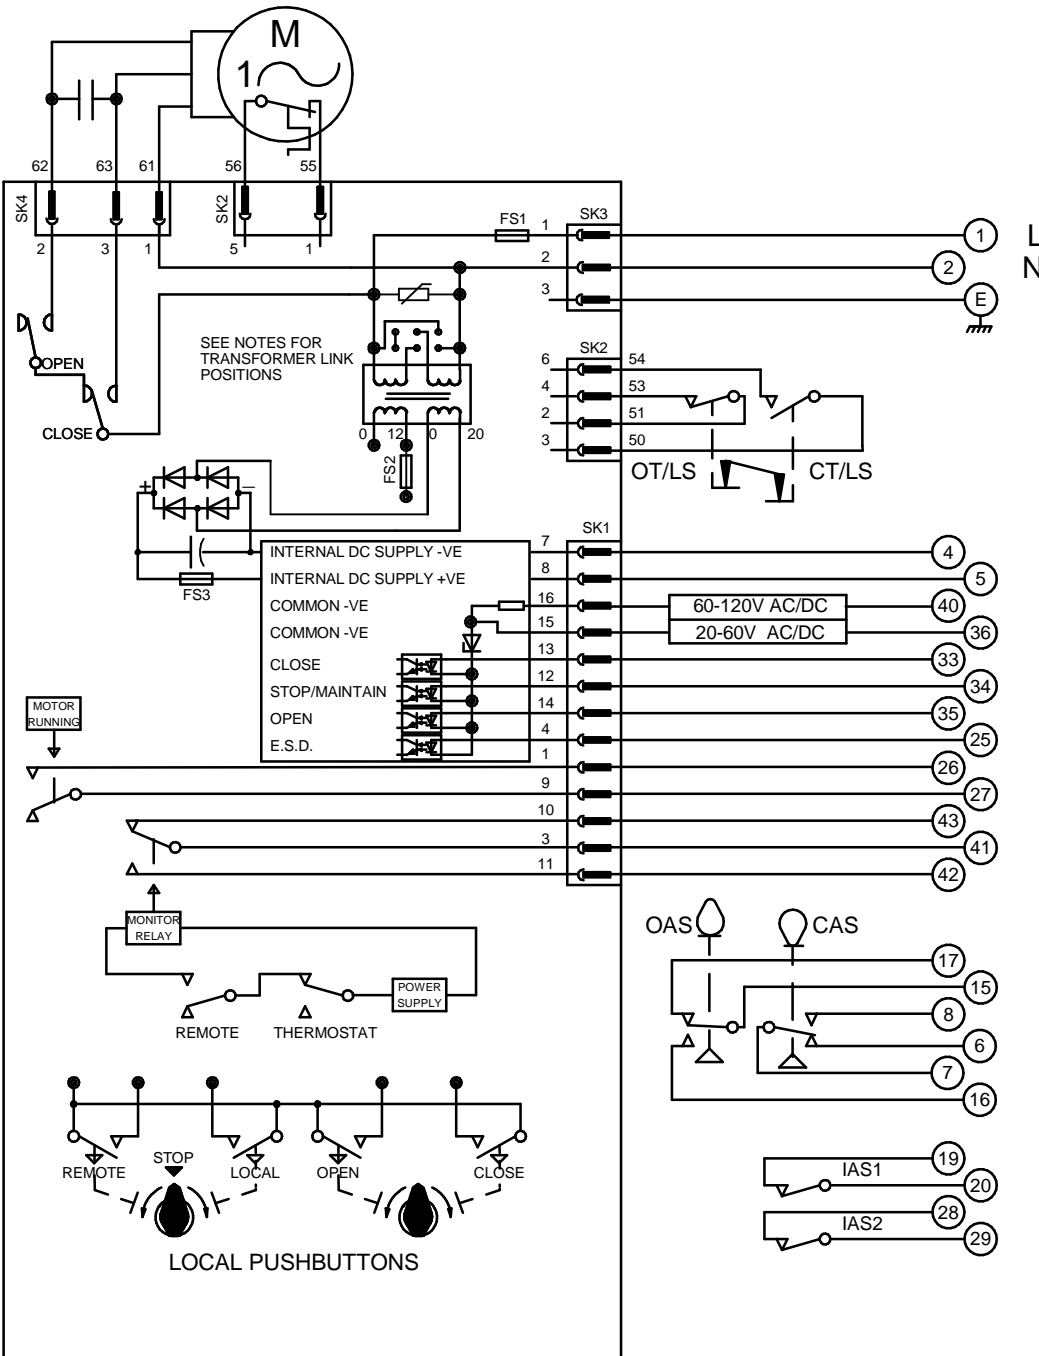 M
1
62 63 61 56 55
SK4
SK2
2 3 1 5 1
FS1 1 SK3 1 L
2 2 N
3 E
SEE NOTES FOR
TRANSFORMER LINK
POSITIONS
OPEN
CLOSE
0 12 0 20
FS2
SK2
6 54
4 53
2 51
3 50
OT/LS CT/LS
+ –
FS3
SK1
INTERNAL DC SUPPLY -VE 7 4
INTERNAL DC SUPPLY +VE 8 5
COMMON -VE 16 60-120V AC/DC 40
COMMON -VE 15 20-60V AC/DC 36
CLOSE 13 33
STOP/MAINTAIN 12 34
OPEN 14 35
E.S.D. 4 25
MOTOR
RUNNING
1 26
9 27
10 43
3 41
11 42
MONITOR
RELAY
POWER
SUPPLY
REMOTE THERMOSTAT
OAS CAS
17
15
8
6
7
16
REMOTE STOP LOCAL OPEN CLOSE
LOCAL PUSHBUTTONS
IAS1 19
20
IAS2 28
29